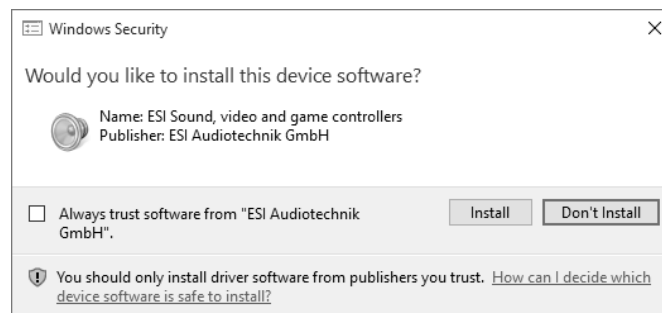 Windows Security
Would you like to install this device software?
Name: ESI Sound, video and game controllers
Publisher: ESI Audiotechnik GmbH
Always trust software from "ESI Audiotechnik
GmbH".
Install
Don't Install
You should only install driver software from publishers you trust. How can I decide which
device software is safe to install?